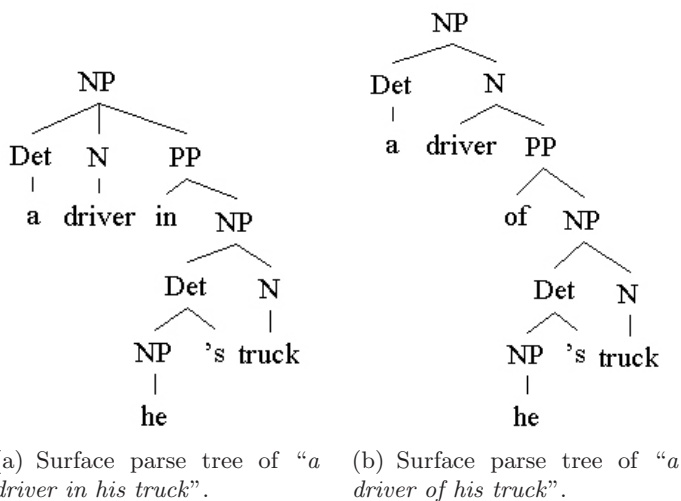 NP
Det N PP
a driver in NP
Det N
NP 's truck
he
a) Surface parse tree of “a
driver in his truck”.
NP
Det N
a driver PP
of NP
Det N
NP 's truck
he
(b) Surface parse tree of “a
driver of his truck”.